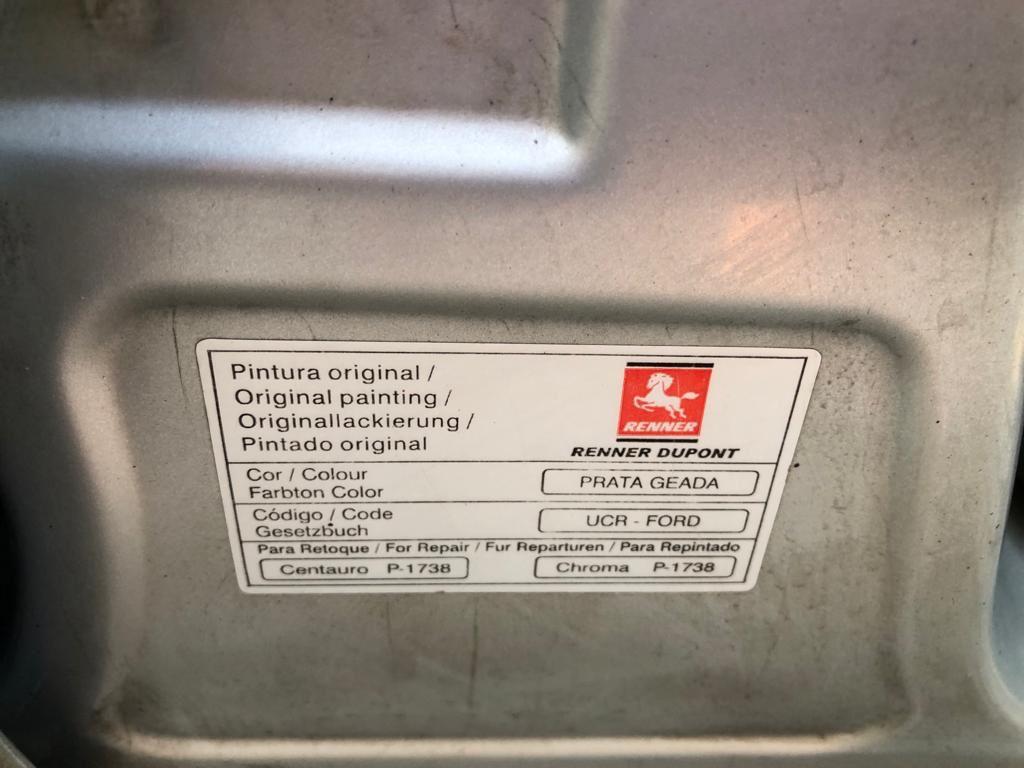 Pintura original /
Original painting /
Originallackierung /
Pintado original
RENNER
RENNER DUPONT
Cor / Colour
Farbton Color
PRATA GEADA
Código / Code
Gesetzbuch
UCR - FORD
Para Retoque / For Repair / Fur Reparturen / Para Repintado
Centauro P-1738
Chroma P-1738